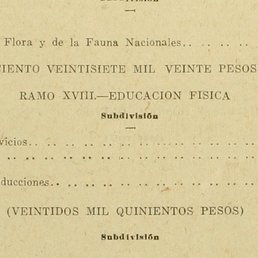 Subdivisión
Flora y de la Fauna Nacionales.. .. .. .
CIENTO VEINTISIETE MIL VEINTE PESOS
RAMO XVIII.—EDUCACION FISICA
Subdivisión
vicios.. .. .. .. .. .. .. .. .. .. ..
ducciones.. .. .. .. .. .. .. .. ..
(VEINTIDOS MIL QUINIENTOS PESOS)
Subdivisión